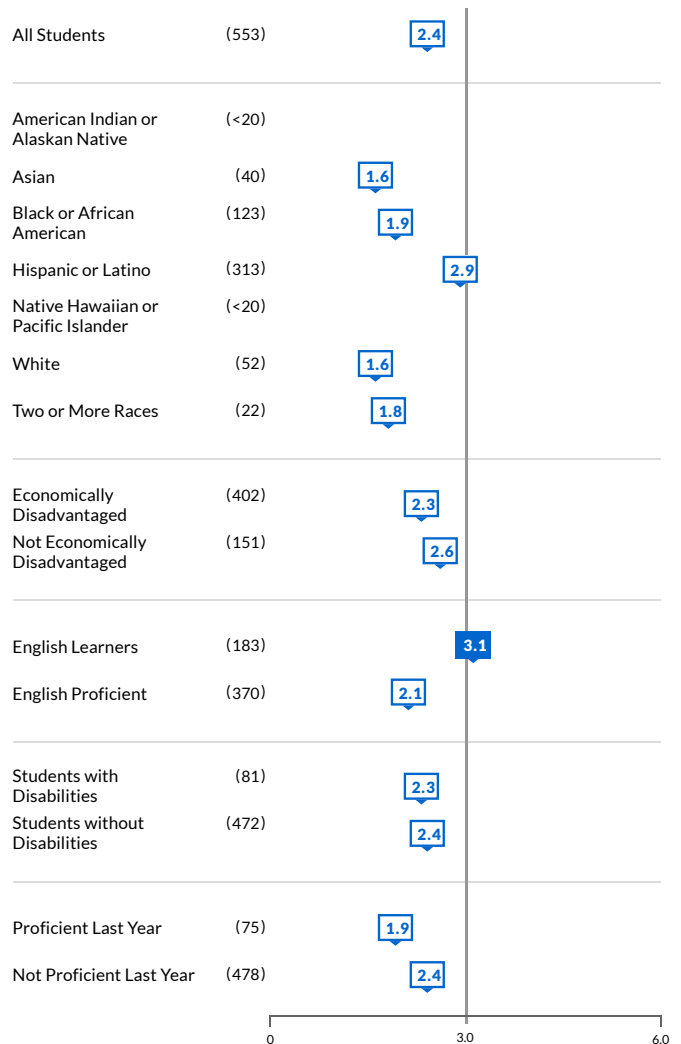 All Students (553) 2.4
American Indian or (<20)
Alaskan Native
Asian (40) 1.6
Black or African (123) 1.9
American
Hispanic or Latino (313) 2.9
Native Hawaiian or (<20)
Pacific Islander
White (52) 1.6
Two or More Races (22) 1.8
Economically (402) 2.3
Disadvantaged
Not Economically (151) 2.6
Disadvantaged
English Learners (183) 3.1
English Proficient (370) 2.1
Students with (81) 2.3
Disabilities
Students without (472) 2.4
Disabilities
Proficient Last Year (75) 1.9
Not Proficient Last Year (478) 2.4
0 3.0 6.0